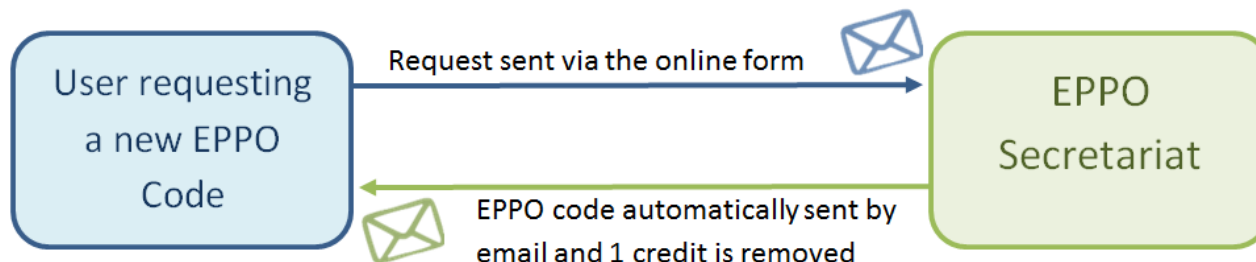 User requesting
a new EPPO
Code
Request sent via the online form
EPPO
Secretariat
EPPO code automatically sent by
email and 1 credit is removed